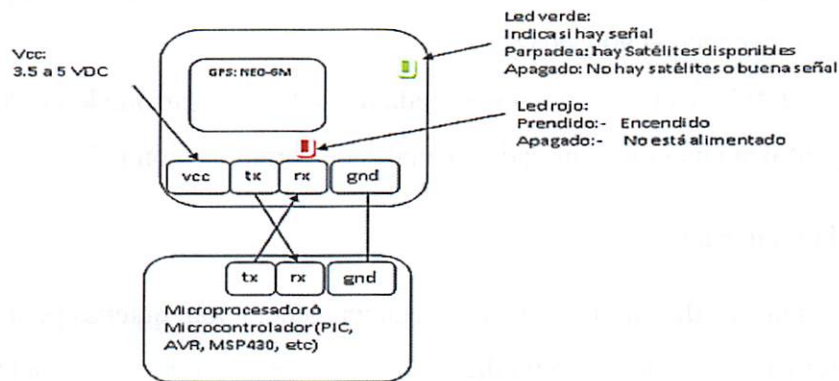 Led verde:
Indica si hay señal
Parpadea: hay Satélites disponibles
Apagado: No hay satélites o buena señal
Vcc:
3.5 a 5 VDC
GPS: NEO-6M
Led rojo:
Prendido:- Encendido
Apagado:- No está alimentado
vcc tx rx gnd
tx rx gnd
Microprocesador ó
Microcontrolador (PIC,
AVR, MSP430, etc)